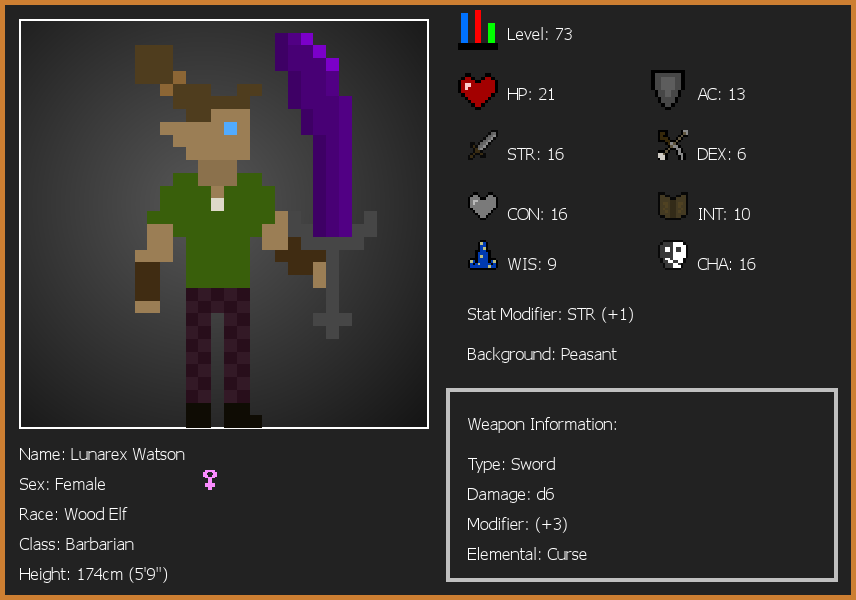 Level: 73
HP: 21
AC: 13
STR: 16
DEX: 6
CON: 16
INT: 10
WIS: 9
CHA: 16
Stat Modifier: STR (+1)
Background: Peasant
Weapon Information:
Type: Sword
Damage: d6
Modifier: (+3)
Elemental: Curse
Name: Lunarex Watson
Sex: Female
Race: Wood Elf
Class: Barbarian
Height: 174cm (5'9")